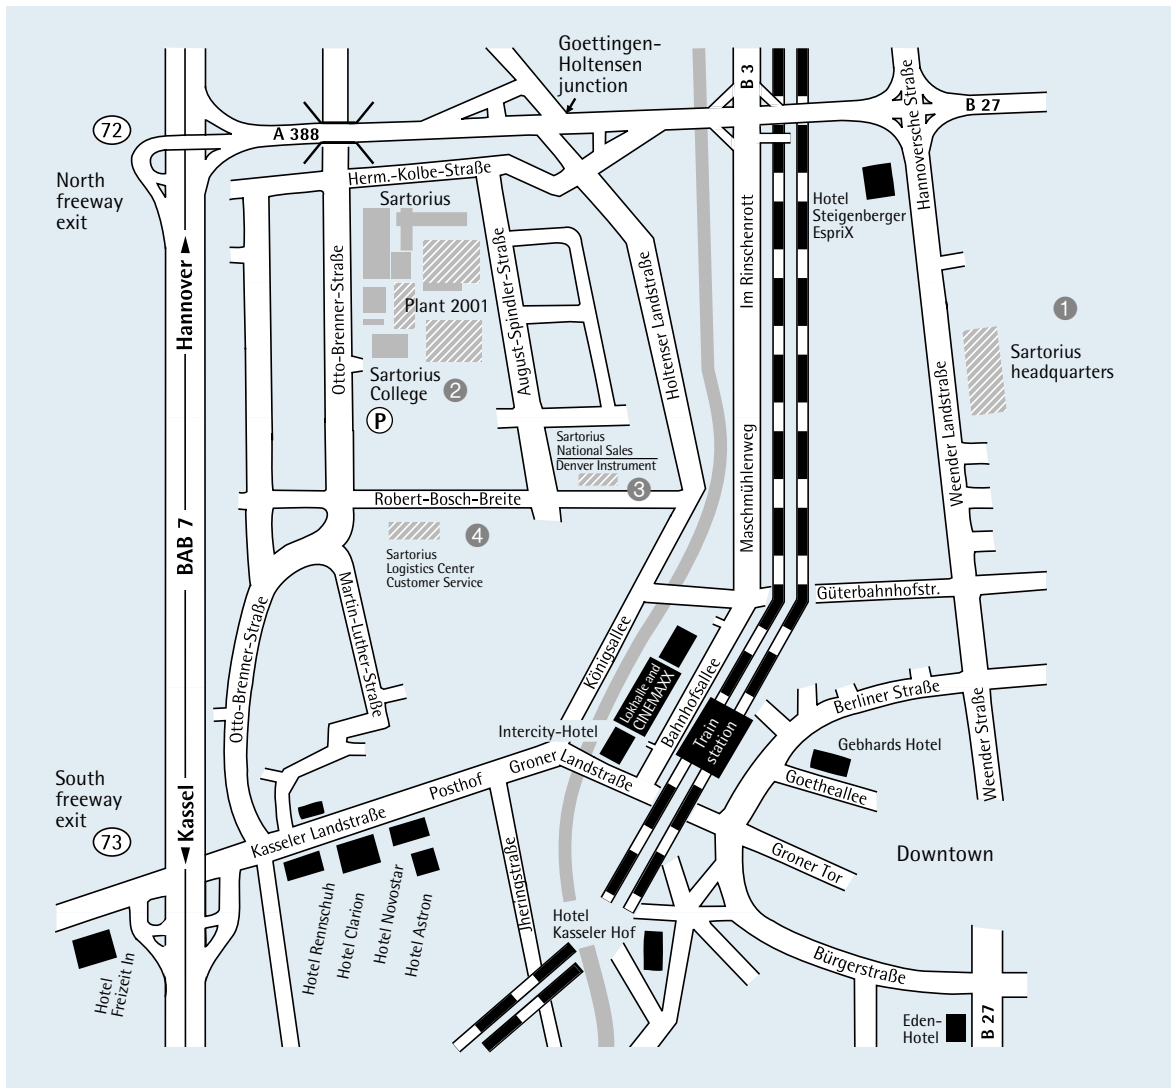 Goettingen-
Holtensen
junction
B 3
B 27
Hannoversche Straße
72
A 388
North
freeway
exit
Herm.-Kolbe-Straße
Sartorius
Hotel
Steigenberger
EspriX
Hannover
Otto-Brenner-Straße
Plant 2001
August-Spindler-Straße
Holtenser Landstraße
Im Rinschenrott
1
Sartorius
headquarters
Sartorius
College
2
P
Weender Landstraße
Maschmühlenweg
Sartorius
National Sales
Denver Instrument
3
Robert-Bosch-Breite
BAB 7
4
Sartorius
Logistics Center
Customer Service
Martin-Luther-Straße
Otto-Brenner-Straße
Güterbahnhofstr.
Königsallee
Lokhalle and
CINEMAXX
Bahnhofsallee
Train
station
Berliner Straße
Weender Straße
Intercity-Hotel
Gebhards Hotel
Groner Landstraße
Goetheallee
Posthof
South
freeway
exit
73
Kassel
Kasseler Landstraße
Groner Tor
Downtown
Hotel Rennschuh
Hotel Clarion
Hotel Novostar
Hotel Astron
Jheringstraße
Hotel
Kasseler Hof
Hotel
Freizeit In
Bürgerstraße
Eden-
Hotel
B 27